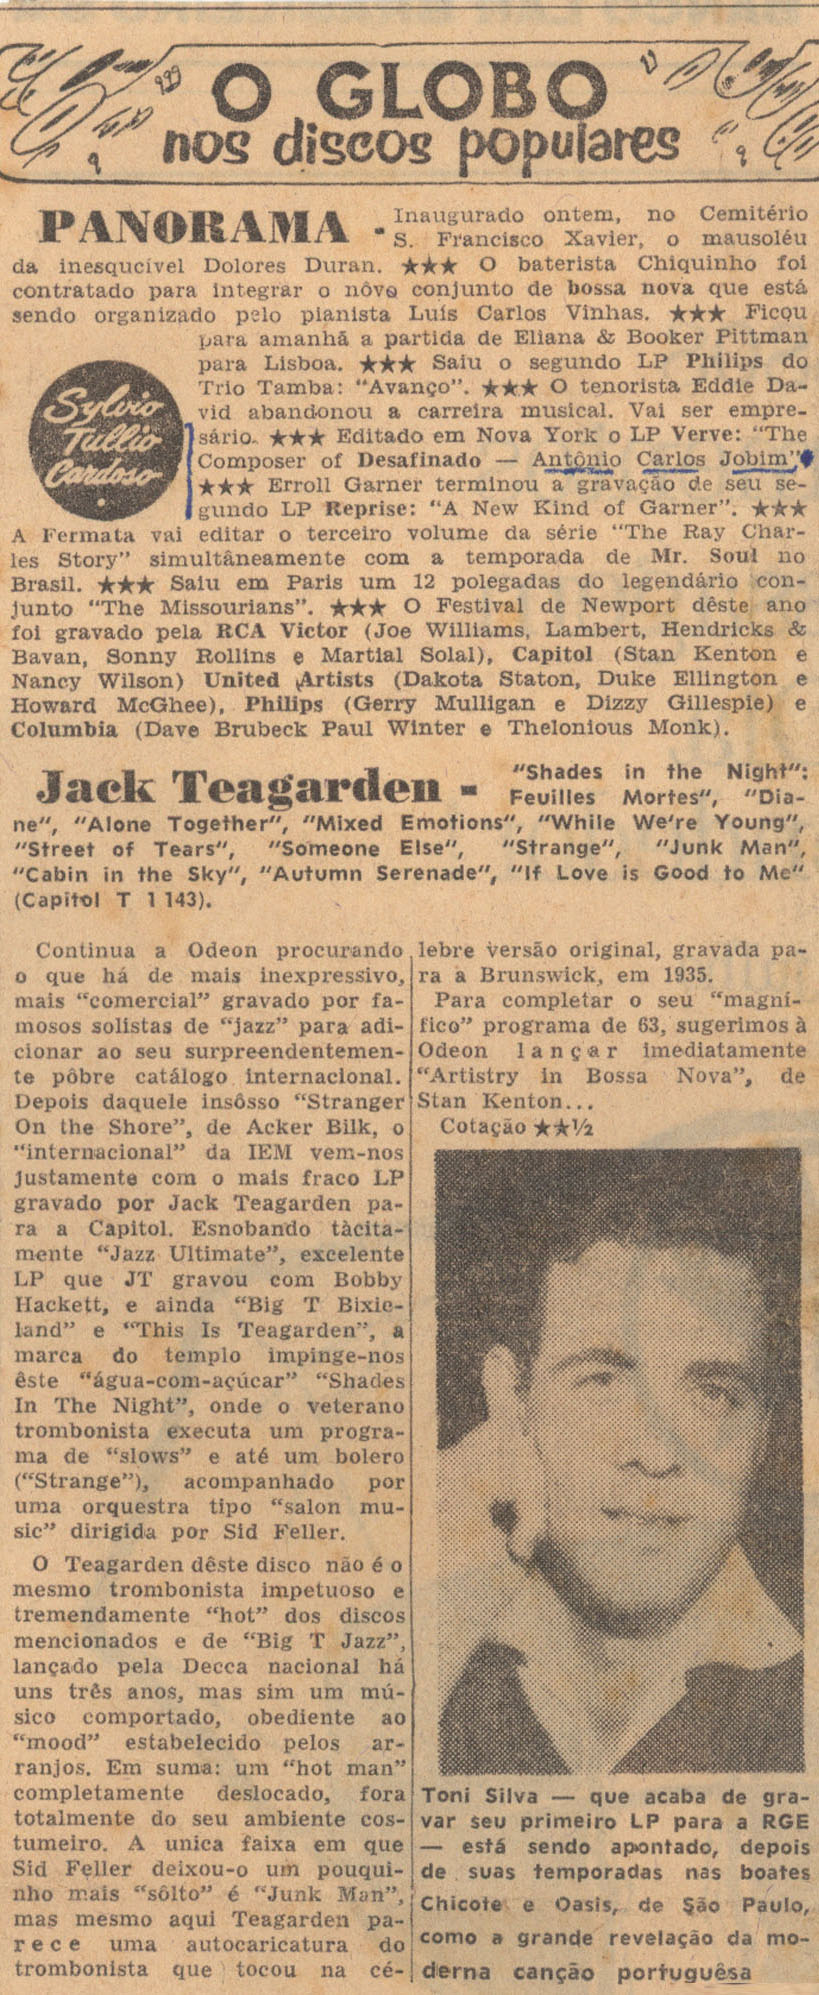 O GLOBO
nos discos populares
PANORAMA - Inaugurado ontem, no Cemitério
S. Francisco Xavier, o mausoléu
da inesqucível Dolores Duran. ★★★ O baterista Chiquinho foi
contratado para integrar o nôvo conjunto de bossa nova que está
sendo organizado pelo pianista Luís Carlos Vinhas. ★★★ Ficou
para amanhã a partida de Eliana & Booker Pittman
para Lisboa. ★★★ Saiu o segundo LP Philips do
Trio Tamba: "Avanço". ★★★ O tenorista Eddie Da-
vid abandonou a carreira musical. Vai ser empre-
sário. ★★★ Editado em Nova York o LP Verve: "The
Composer of Desafinado — Antônio Carlos Jobim".
★★★ Erroll Garner terminou a gravação de seu se-
gundo LP Reprise: "A New Kind of Garner". ★★★
Sylvio
Tullio
Cardoso
A Fermata vai editar o terceiro volume da série "The Ray Char-
les Story" simultâneamente com a temporada de Mr. Soul no
Brasil. ★★★ Saiu em Paris um 12 polegadas do legendário con-
junto "The Missourians". ★★★ O Festival de Newport dêste ano
foi gravado pela RCA Victor (Joe Williams, Lambert, Hendricks &
Bavan, Sonny Rollins e Martial Solal), Capitol (Stan Kenton e
Nancy Wilson) United Artists (Dakota Staton, Duke Ellington e
Howard McGhee), Philips (Gerry Mulligan e Dizzy Gillespie) e
Columbia (Dave Brubeck Paul Winter e Thelonious Monk).
Jack Teagarden - "Shades in the Night":
Feuilles Mortes", "Dia-
ne", "Alone Together", "Mixed Emotions", "While We're Young",
"Street of Tears", "Someone Else", "Strange", "Junk Man",
"Cabin in the Sky", "Autumn Serenade", "If Love is Good to Me"
(Capitol T 1 143).
Continua a Odeon procurando
o que há de mais inexpressivo,
mais "comercial" gravado por fa-
mosos solistas de "jazz" para adi-
cionar ao seu surpreendentemen-
te pôbre catálogo internacional.
Depois daquele insôsso "Stranger
On the Shore", de Acker Bilk, o
"internacional" da IEM vem-nos
justamente com o mais fraco LP
gravado por Jack Teagarden pa-
ra a Capitol. Esnobando tàcita-
mente "Jazz Ultimate", excelente
LP que JT gravou com Bobby
Hackett, e ainda "Big T Bixie-
land" e "This Is Teagarden", a
marca do templo impinge-nos
êste "água-com-açúcar" "Shades
In The Night", onde o veterano
trombonista executa um progra-
ma de "slows" e até um bolero
("Strange"), acompanhado por
uma orquestra tipo "salon mu-
sic" dirigida por Sid Feller.
O Teagarden dêste disco não é o
mesmo trombonista impetuoso e
tremendamente "hot" dos discos
mencionados e de "Big T Jazz",
lançado pela Decca nacional há
uns três anos, mas sim um mú-
sico comportado, obediente ao
"mood" estabelecido pelos ar-
ranjos. Em suma: um "hot man"
completamente deslocado, fora
totalmente do seu ambiente cos-
tumeiro. A unica faixa em que
Sid Feller deixou-o um pouqui-
nho mais "sôlto" é "Junk Man",
mas mesmo aqui Teagarden pa-
rece uma autocaricatura do
trombonista que tocou na cé-
lebre versão original, gravada pa-
ra a Brunswick, em 1935.
Para completar o seu "magní-
fico" programa de 63, sugerimos à
Odeon lançar imediatamente
"Artistry in Bossa Nova", de
Stan Kenton...
Cotação ★★½
Toni Silva — que acaba de gra-
var seu primeiro LP para a RGE
— está sendo apontado, depois
de suas temporadas nas boates
Chicote e Oasis, de São Paulo,
como a grande revelação da mo-
derna canção portuguêsa